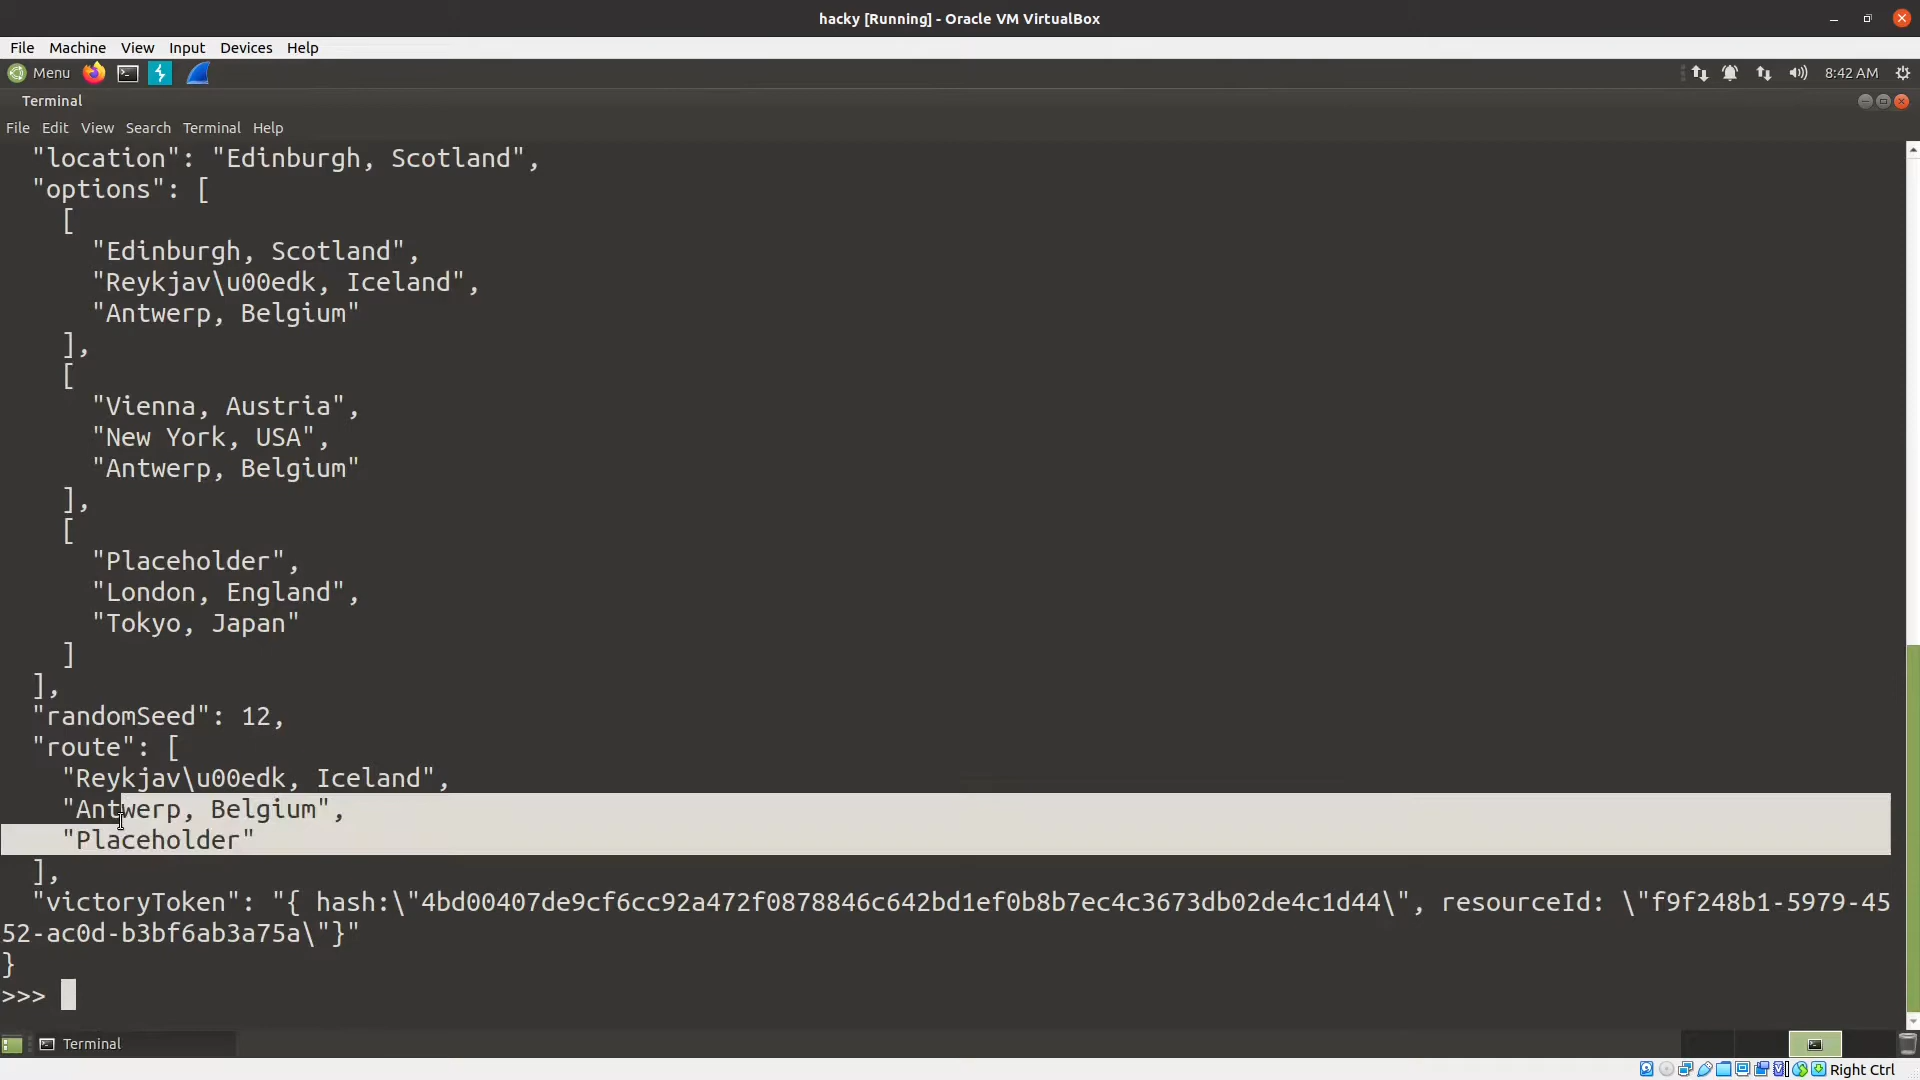 hacky [Running] - Oracle VM VirtualBox
File Machine View Input Devices Help
Menu 8:42 AM
Terminal
File Edit View Search Terminal Help
"location": "Edinburgh, Scotland",
"options": [
[
"Edinburgh, Scotland",
"Reykjav\u00edk, Iceland",
"Antwerp, Belgium"
],
[
"Vienna, Austria",
"New York, USA",
"Antwerp, Belgium"
],
[
"Placeholder",
"London, England",
"Tokyo, Japan"
]
],
"randomSeed": 12,
"route": [
"Reykjav\u00edk, Iceland",
"Antwerp, Belgium",
"Placeholder"
],
"victoryToken": "{ hash:\"4bd00407de9cf6cc92a472f0878846c642bd1ef0b8b7ec4c3673db02de4c1d44\", resourceId: \"f9f248b1-5979-45
52-ac0d-b3bf6ab3a75a\"}"
}
>>>
Terminal
Right Ctrl